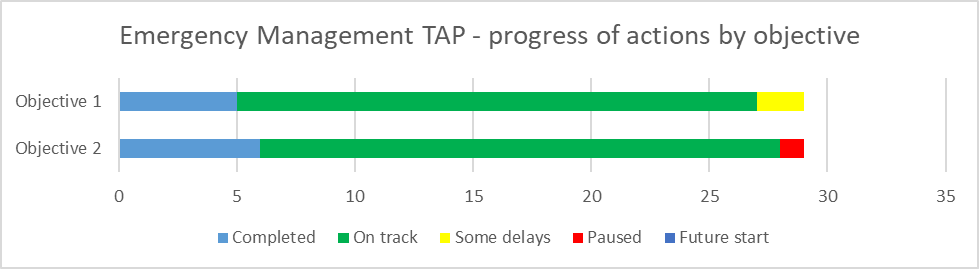 Emergency Management TAP - progress of actions by objective
Objective 1
Objective 2
0 5 10 15 20 25 30 35
Completed On track Some delays Paused Future start